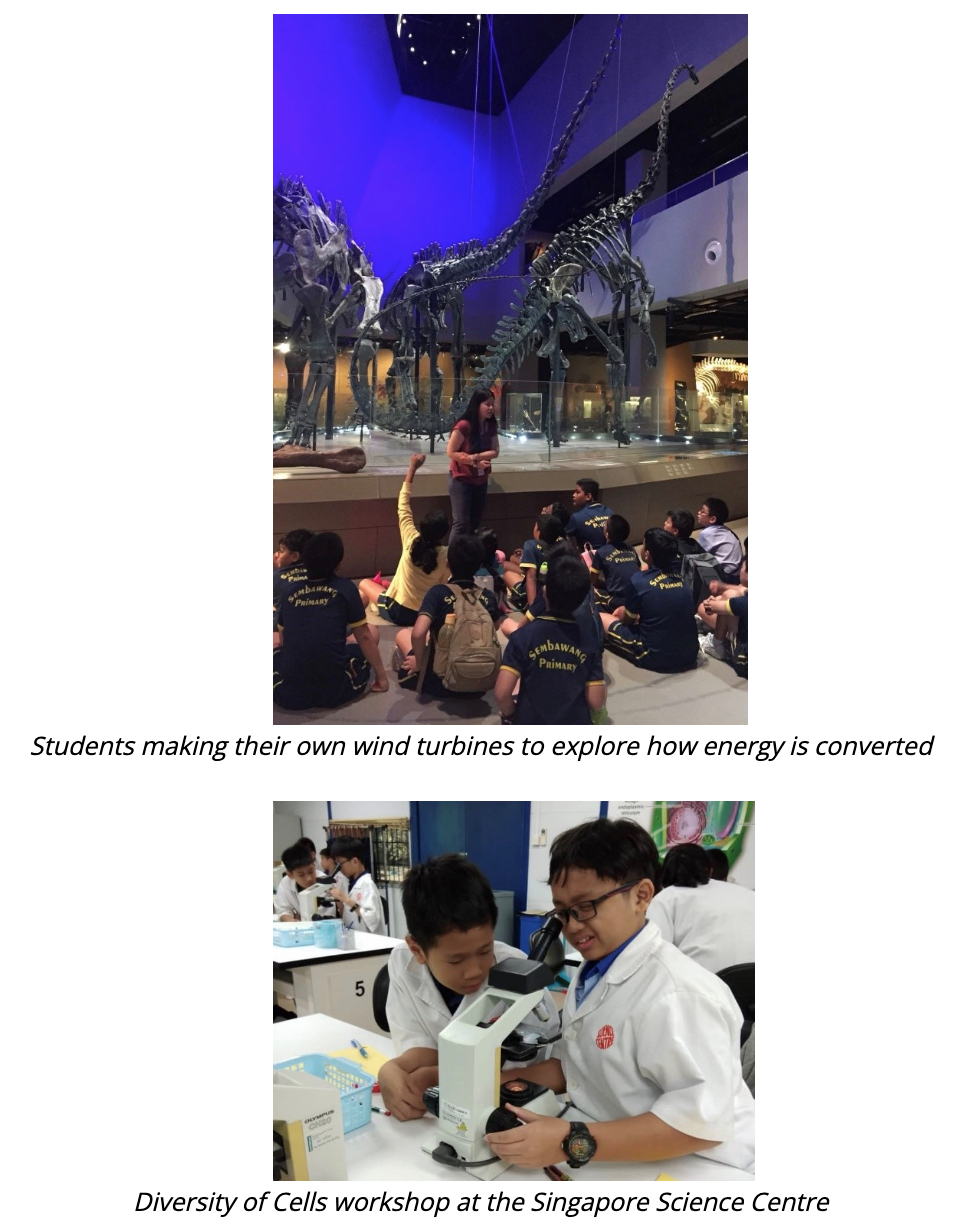 SEMBAWANG
PRIMARY
SEMBAWANG
PRIMARY
SEMBAWANG
PRIMARY
Students making their own wind turbines to explore how energy is converted
5
OLYMPUS
Diversity of Cells workshop at the Singapore Science Centre